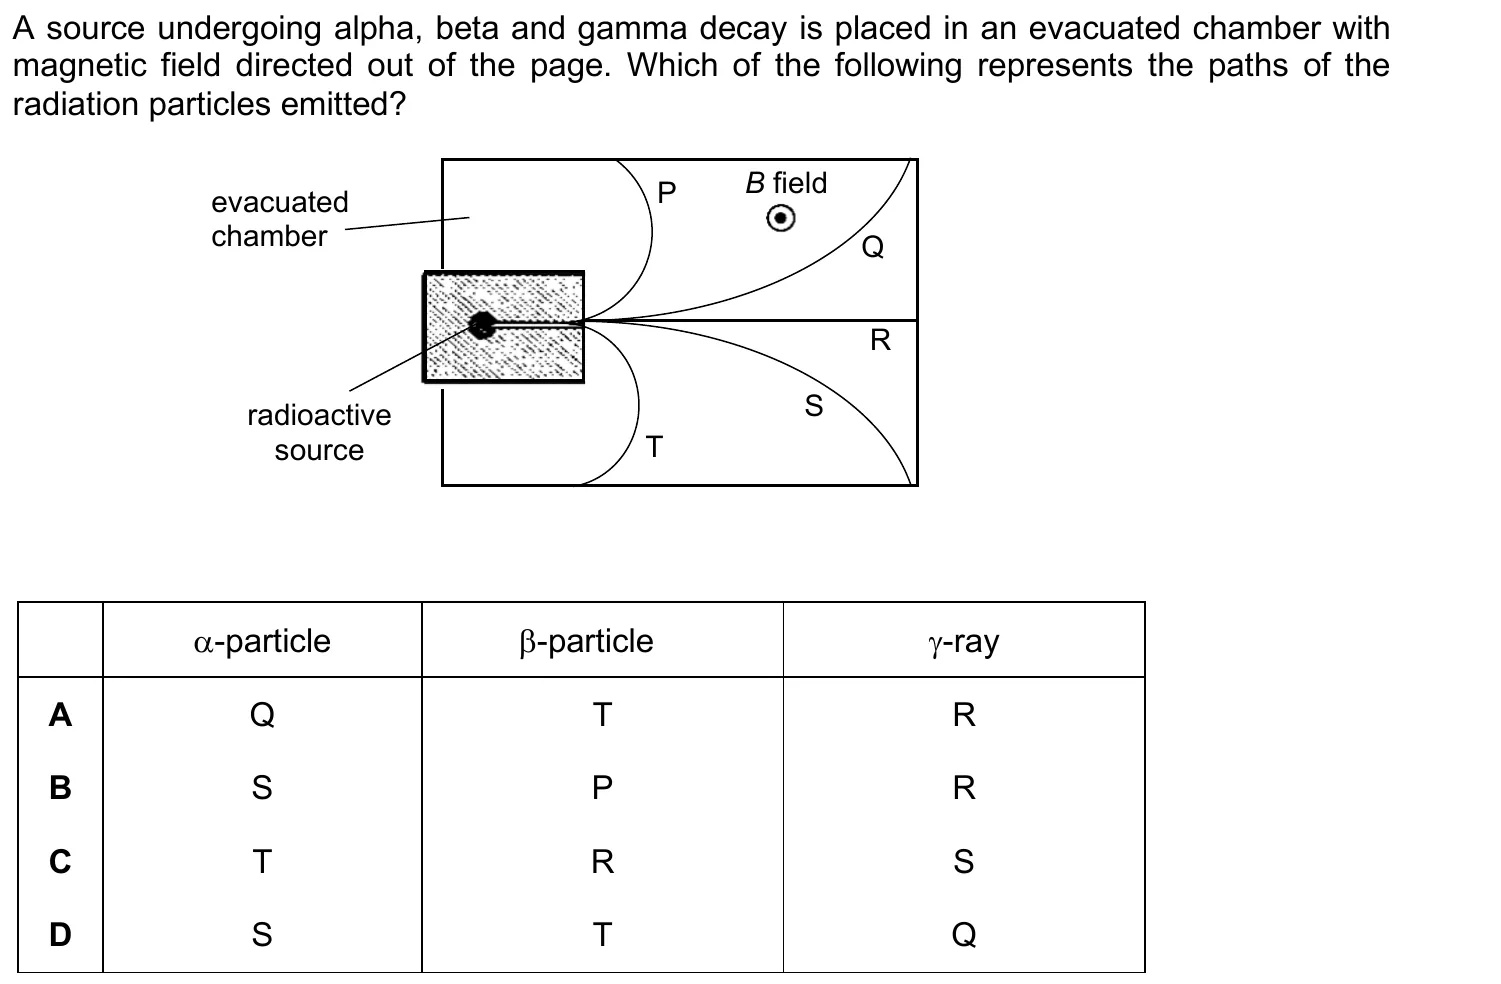 A source undergoing alpha, beta and gamma decay is placed in an evacuated chamber with
magnetic field directed out of the page. Which of the following represents the paths of the
radiation particles emitted?
evacuated
chamber
P
B field
Q
R
radioactive
source
S
T
α-particle β-particle γ-ray
A Q T R
B S P R
C T R S
D S T Q